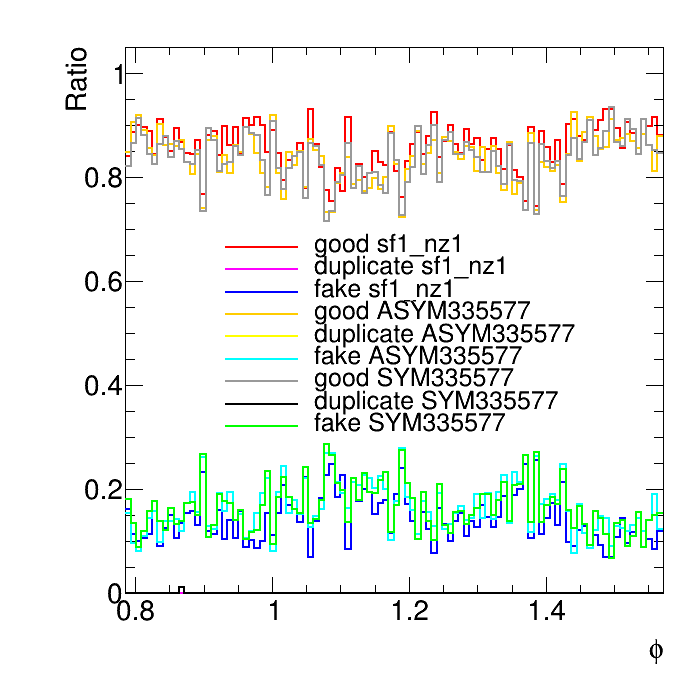 Ratio
1
0.8
0.6
0.4
0.2
0
good sf1_nz1
duplicate sf1_nz1
fake sf1_nz1
good ASYM335577
duplicate ASYM335577
fake ASYM335577
good SYM335577
duplicate SYM335577
fake SYM335577
0.8 1 1.2 1.4
ϕ